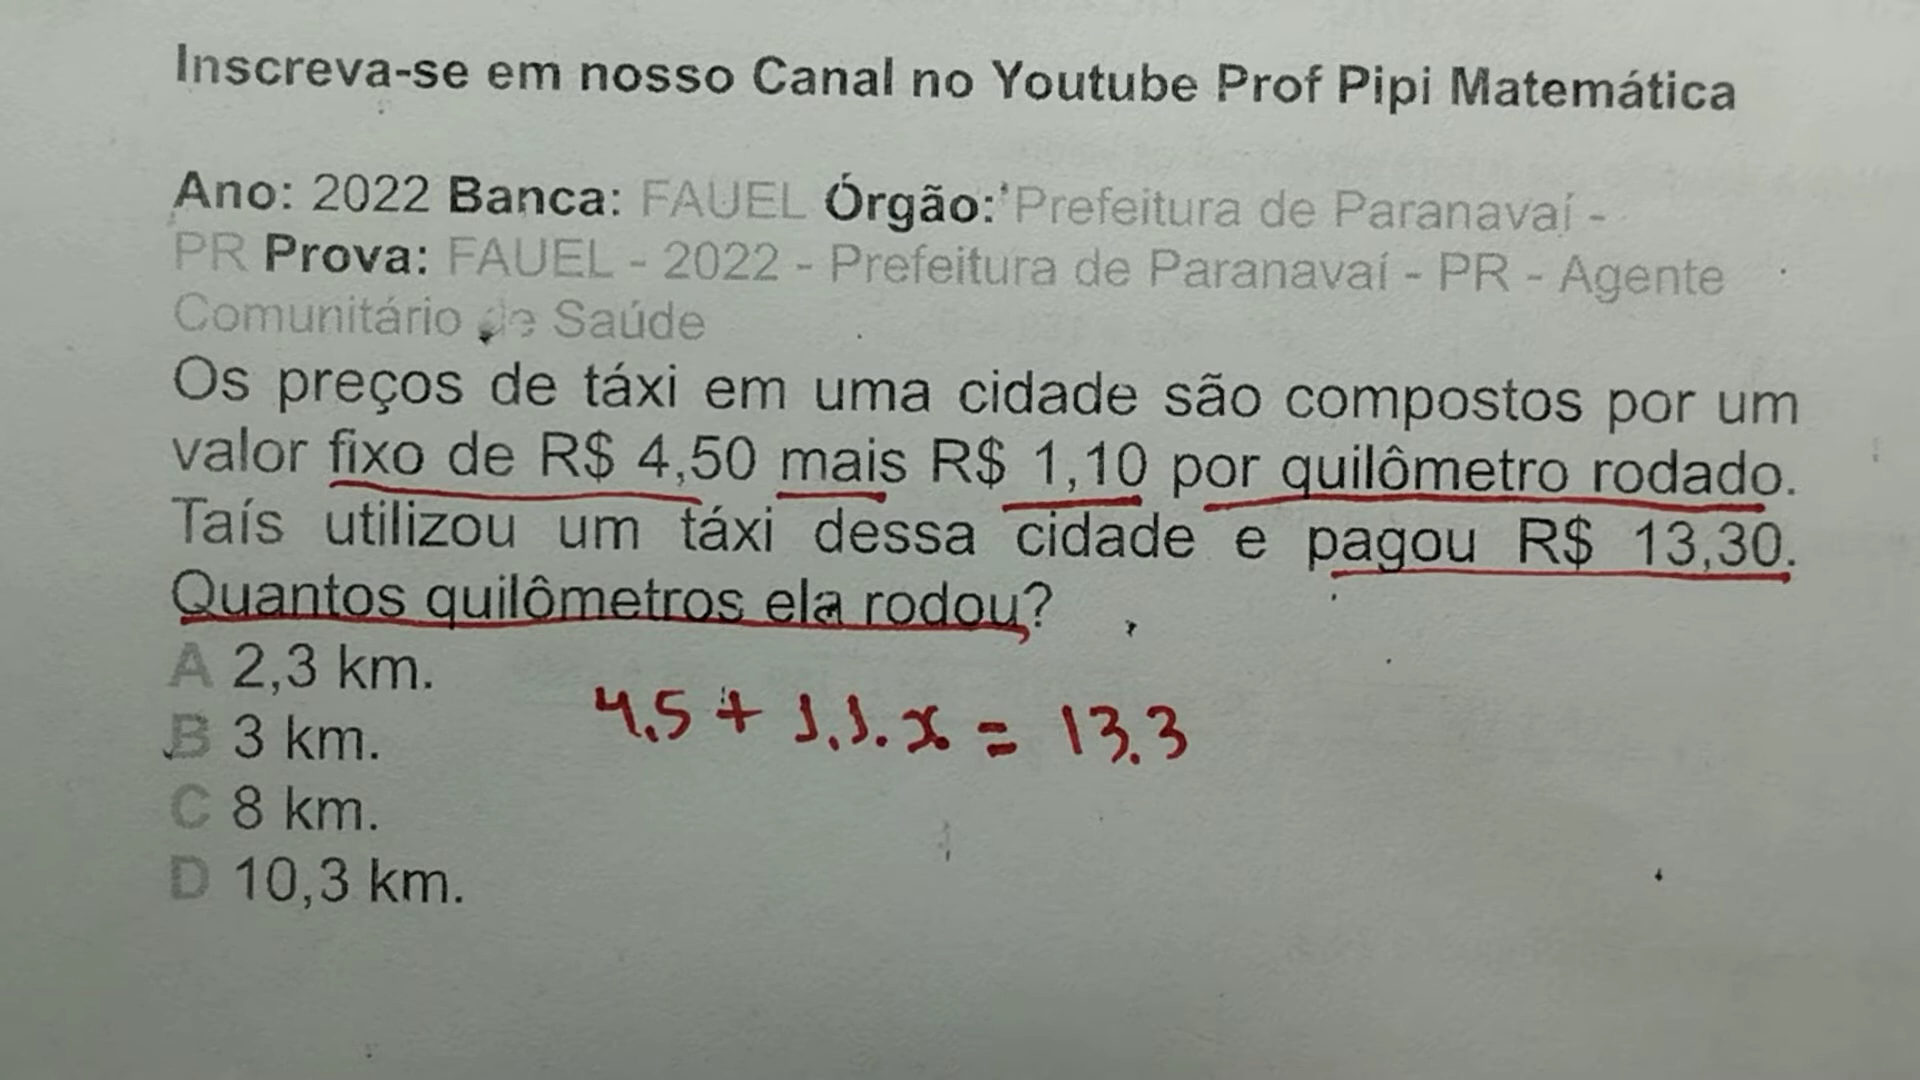 Inscreva-se em nosso Canal no Youtube Prof Pipi Matemática
Ano: 2022 Banca: FAUEL Órgão: Prefeitura de Paranavaí -
PR Prova: FAUEL - 2022 - Prefeitura de Paranavaí - PR - Agente
Comunitário de Saúde
Os preços de táxi em uma cidade são compostos por um
valor fixo de R$ 4,50 mais R$ 1,10 por quilômetro rodado.
Taís utilizou um táxi dessa cidade e pagou R$ 13,30.
Quantos quilômetros ela rodou?
A 2,3 km.
B 3 km.
C 8 km.
D 10,3 km.
4,5 + 1,1.x = 13,3